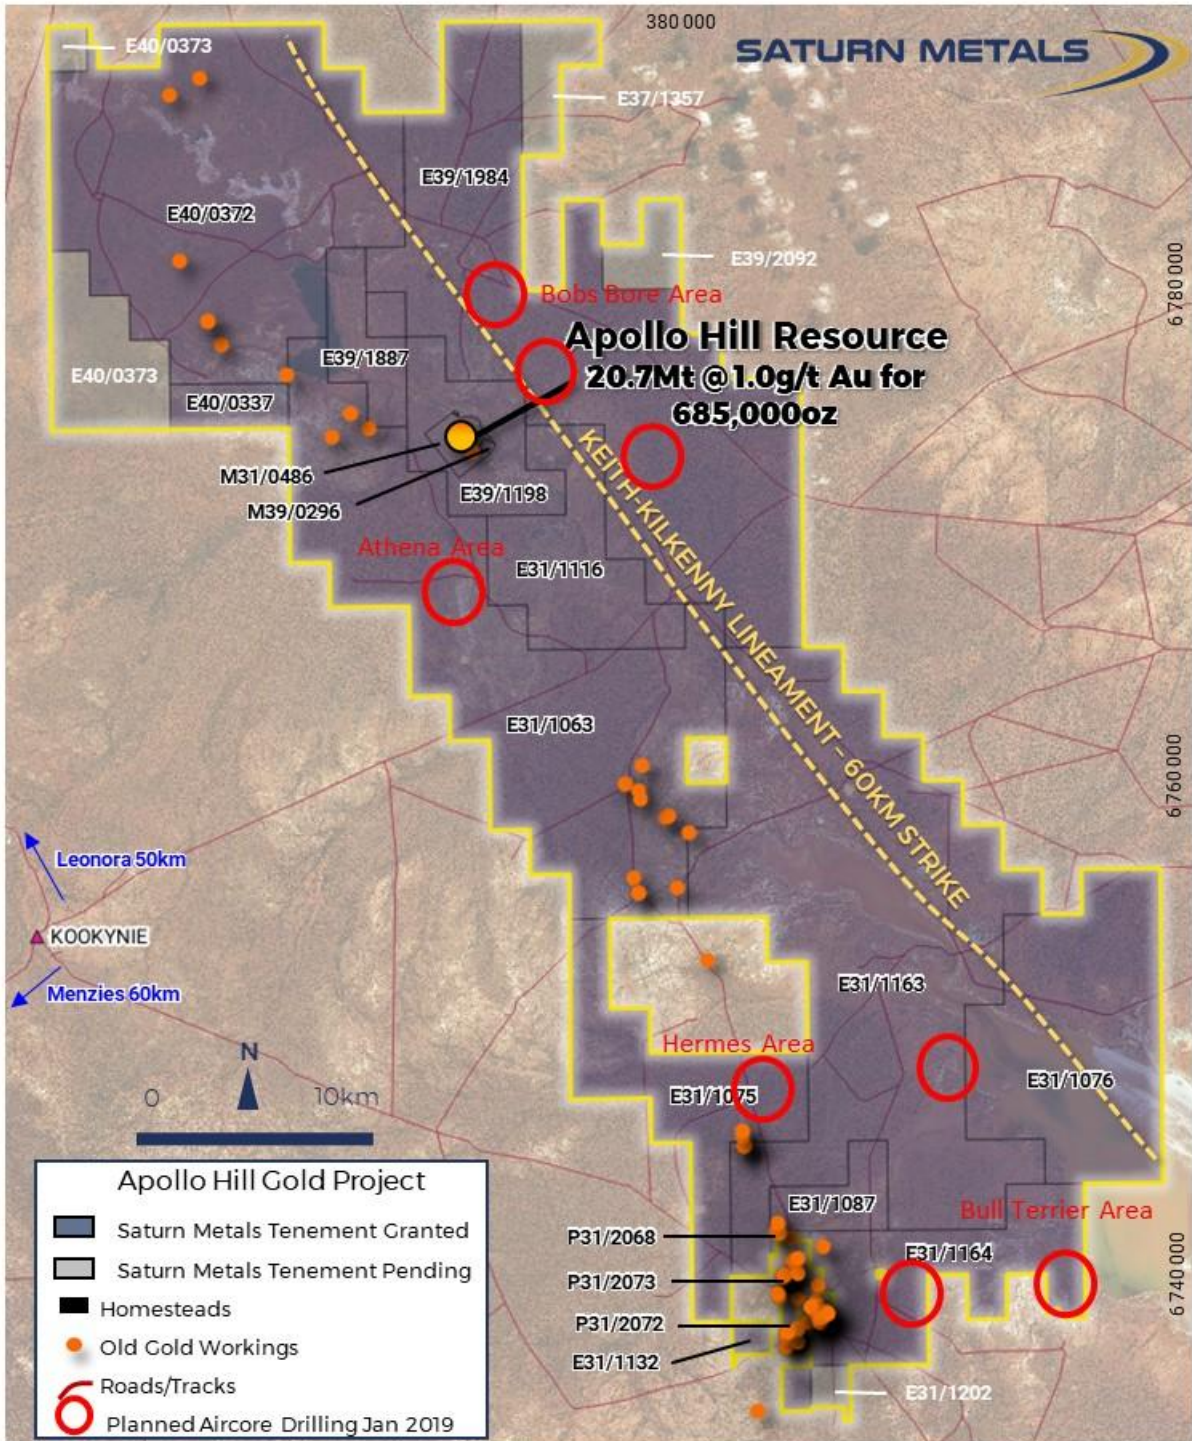 380 000
SATURN METALS
E40/0373
E37/1357
E39/1984
E40/0372
E39/2092
6 780 000
Bobs Bore Area
Apollo Hill Resource
20.7Mt @1.0g/t Au for
685,000oz
E39/1887
E40/0373
E40/0337
M31/0486
M39/0296
E39/1198
KEITH-KILKENNY LINEAMENT – 60KM STRIKE
Athena Area
E31/1116
E31/1063
6 760 000
Leonora 50km
KOOKYNIE
Menzies 60km
E31/1163
Hermes Area
E31/1075
E31/1076
N
0 10km
E31/1087
Bull Terrier Area
P31/2068
E31/1164
P31/2073
6 740 000
P31/2072
E31/1132
E31/1202
Apollo Hill Gold Project
Saturn Metals Tenement Granted
Saturn Metals Tenement Pending
Homesteads
Old Gold Workings
Roads/Tracks
Planned Aircore Drilling Jan 2019